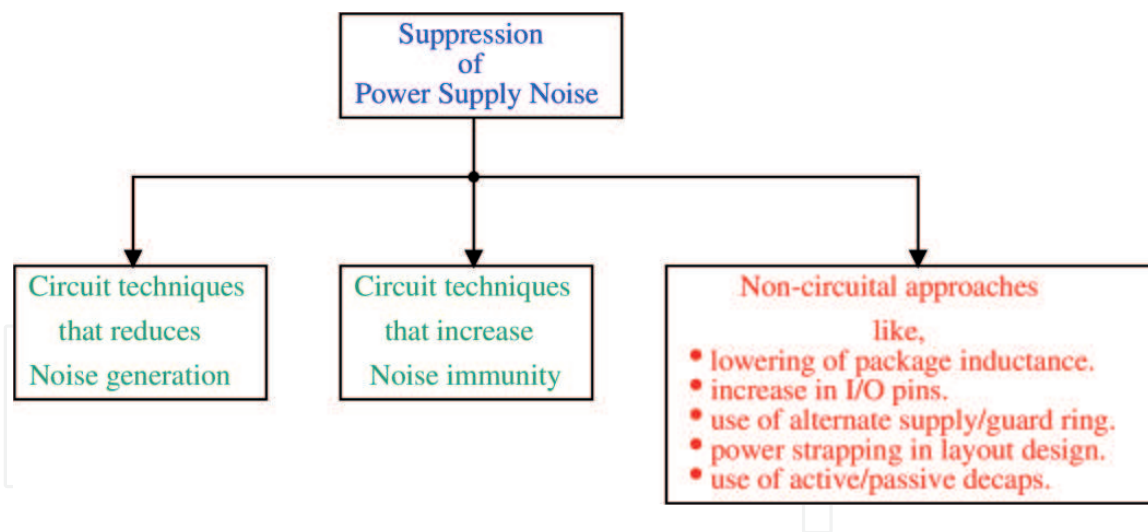 Suppression
of
Power Supply Noise
Circuit techniques
that reduces
Noise generation
Circuit techniques
that increase
Noise immunity
Non-circuital approaches
like,
• lowering of package inductance.
• increase in I/O pins.
• use of alternate supply/guard ring.
• power strapping in layout design.
• use of active/passive decaps.